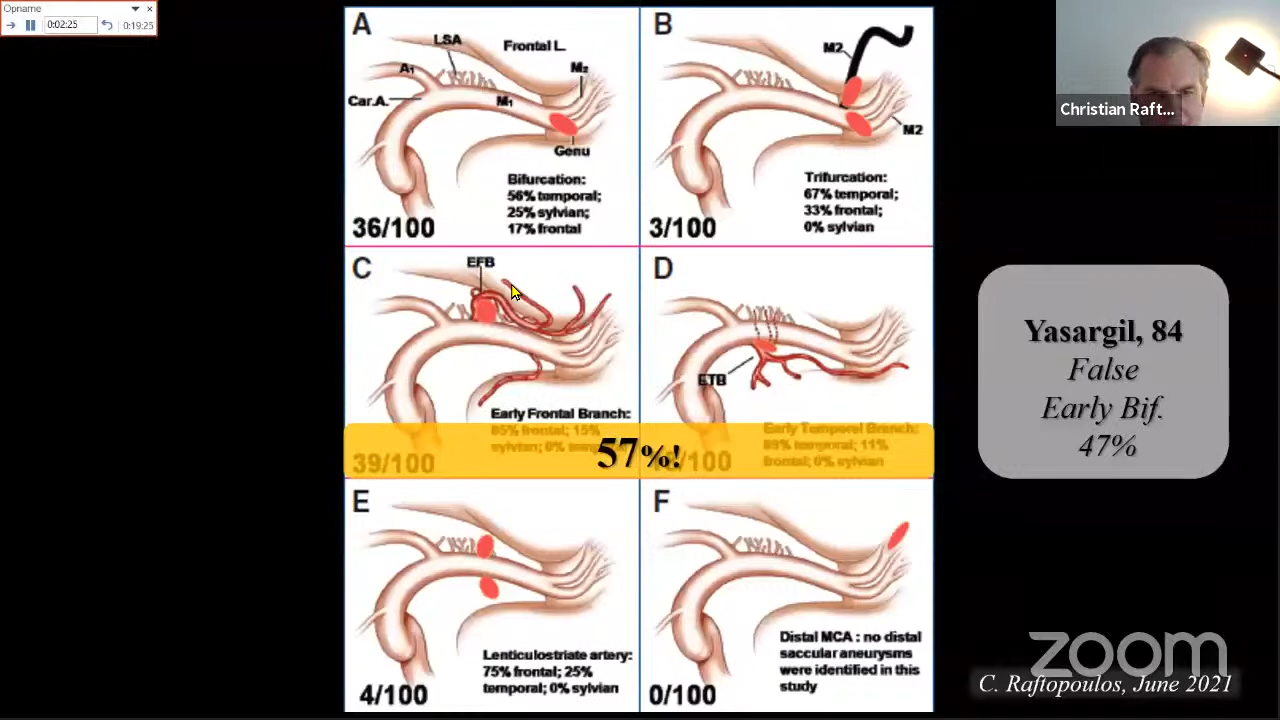 Opname
0:02:25
0:19:25
Christian Raft...
A
LSA
Frontal L.
A1
M2
Car.A.
M1
Genu
Bifurcation:
56% temporal;
25% sylvian;
17% frontal
36/100
B
M2
M2
Trifurcation:
67% temporal;
33% frontal;
0% sylvian
3/100
C
EFB
Early Frontal Branch:
85% frontal; 15%
sylvian; 0%
39/100
D
ETB
Early Temporal Branch:
temporal; 11%
frontal; 0% sylvian
/100
57%!
E
Lenticulostriate artery:
75% frontal; 25%
temporal; 0% sylvian
4/100
F
Distal MCA : no distal
saccular aneurysms
were identified in this
study
0/100
Yasargil, 84
False
Early Bif.
47%
zoom
C. Raftopoulos, June 2021